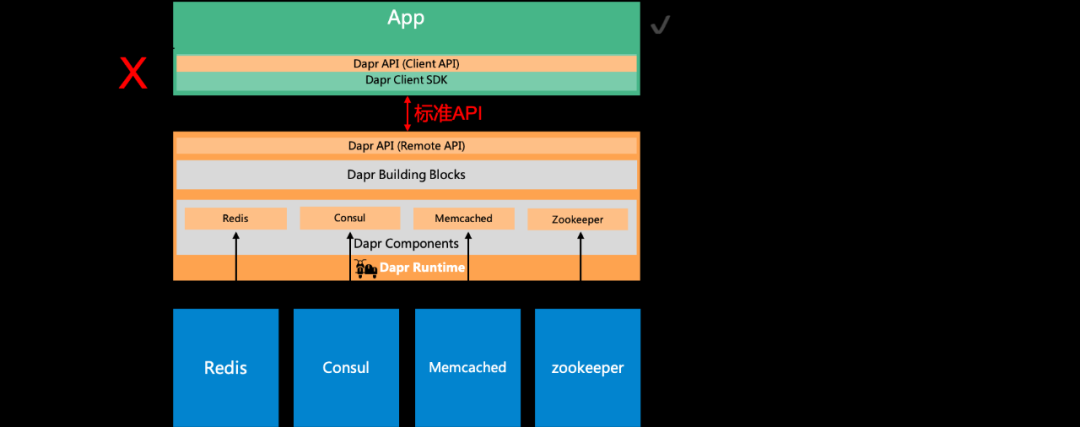 App
X
Dapr API (Client API)
Dapr Client SDK
标准API
Dapr API (Remote API)
Dapr Building Blocks
Redis
Consul
Memcached
Zookeeper
Dapr Components
Dapr Runtime
Redis
Consul
Memcached
zookeeper